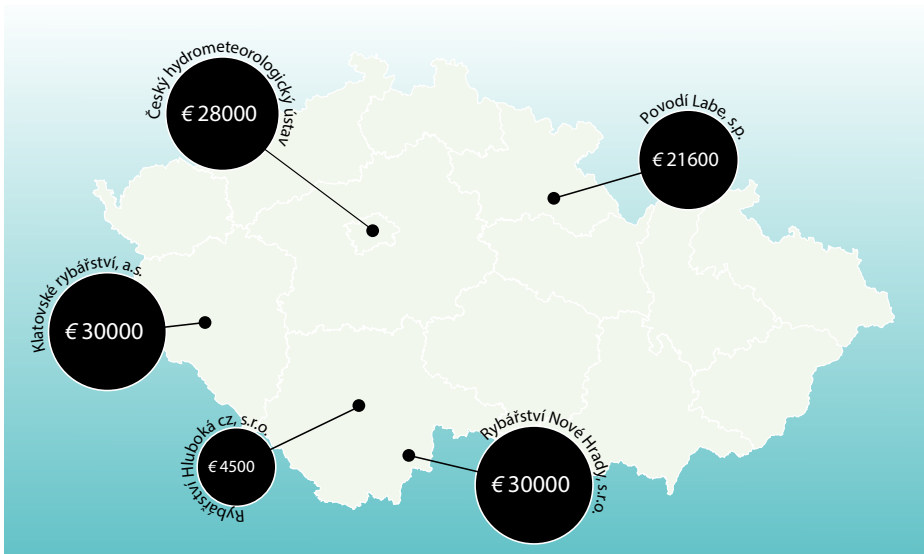 Český hydrometeorologický ústav
€ 28000
Povodí Labe, s.p.
€ 21600
Klatovské rybářství, a.s.
€ 30000
Rybářství Hluboká cz, s.r.o.
€ 4500
Rybářství Nové Hrady, s.r.o.
€ 30000